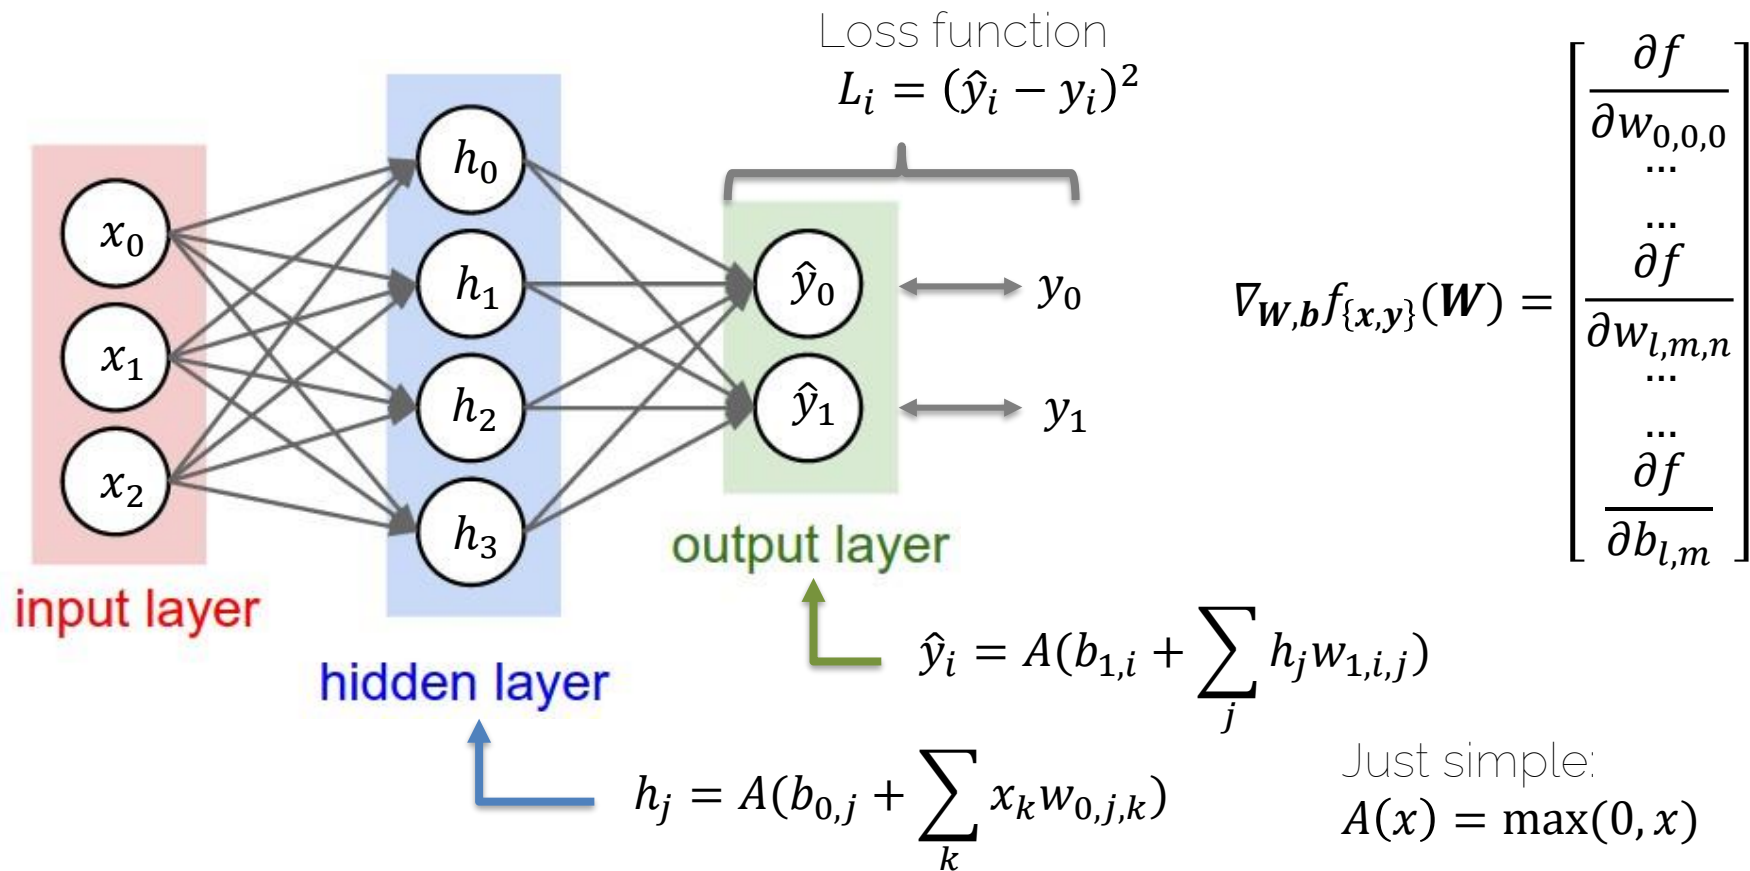 Loss function
L_i = (ŷ_i − y_i)^2
x_0
x_1
x_2
input layer
h_0
h_1
h_2
h_3
hidden layer
ŷ_0
ŷ_1
output layer
y_0
y_1
∇_{W,b} f_{{x,y}}(W) =
∂f
∂w_{0,0,0}
...
...
∂f
∂w_{l,m,n}
...
...
∂f
∂b_{l,m}
ŷ_i = A(b_{1,i} + ∑_j h_j w_{1,i,j})
h_j = A(b_{0,j} + ∑_k x_k w_{0,j,k})
Just simple:
A(x) = max(0, x)